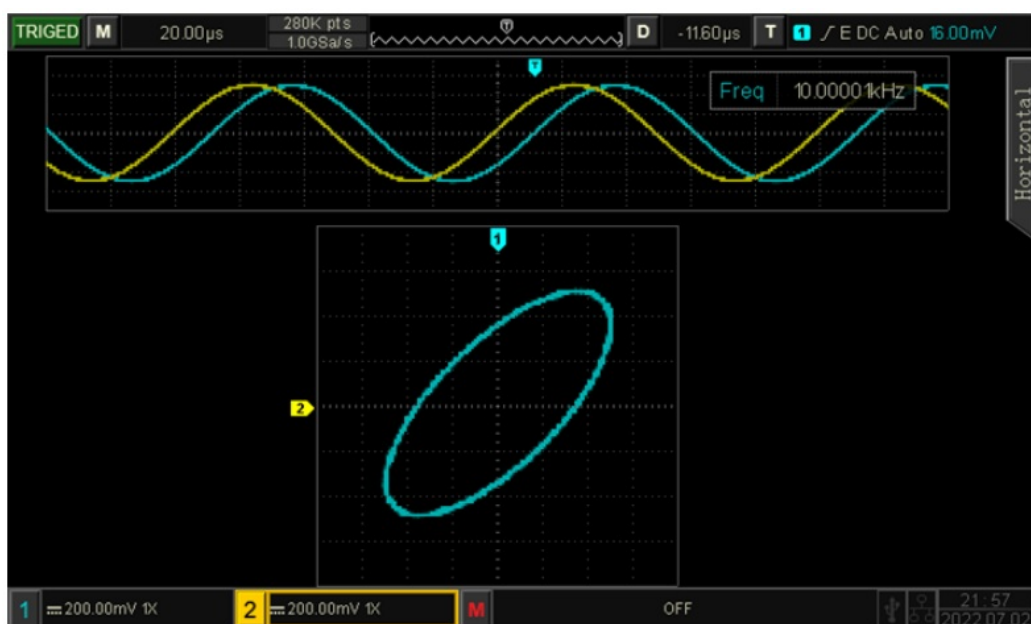 TRIGED M 20.00μs 280K pts D -11.60μs T 1 E DC Auto 16.00mV
1.0GSa/s
T
T
Freq 10.00001kHz
Horizontal
1
2
1 200.00mV 1X 2 200.00mV 1X M OFF 21:57
2022.07.02